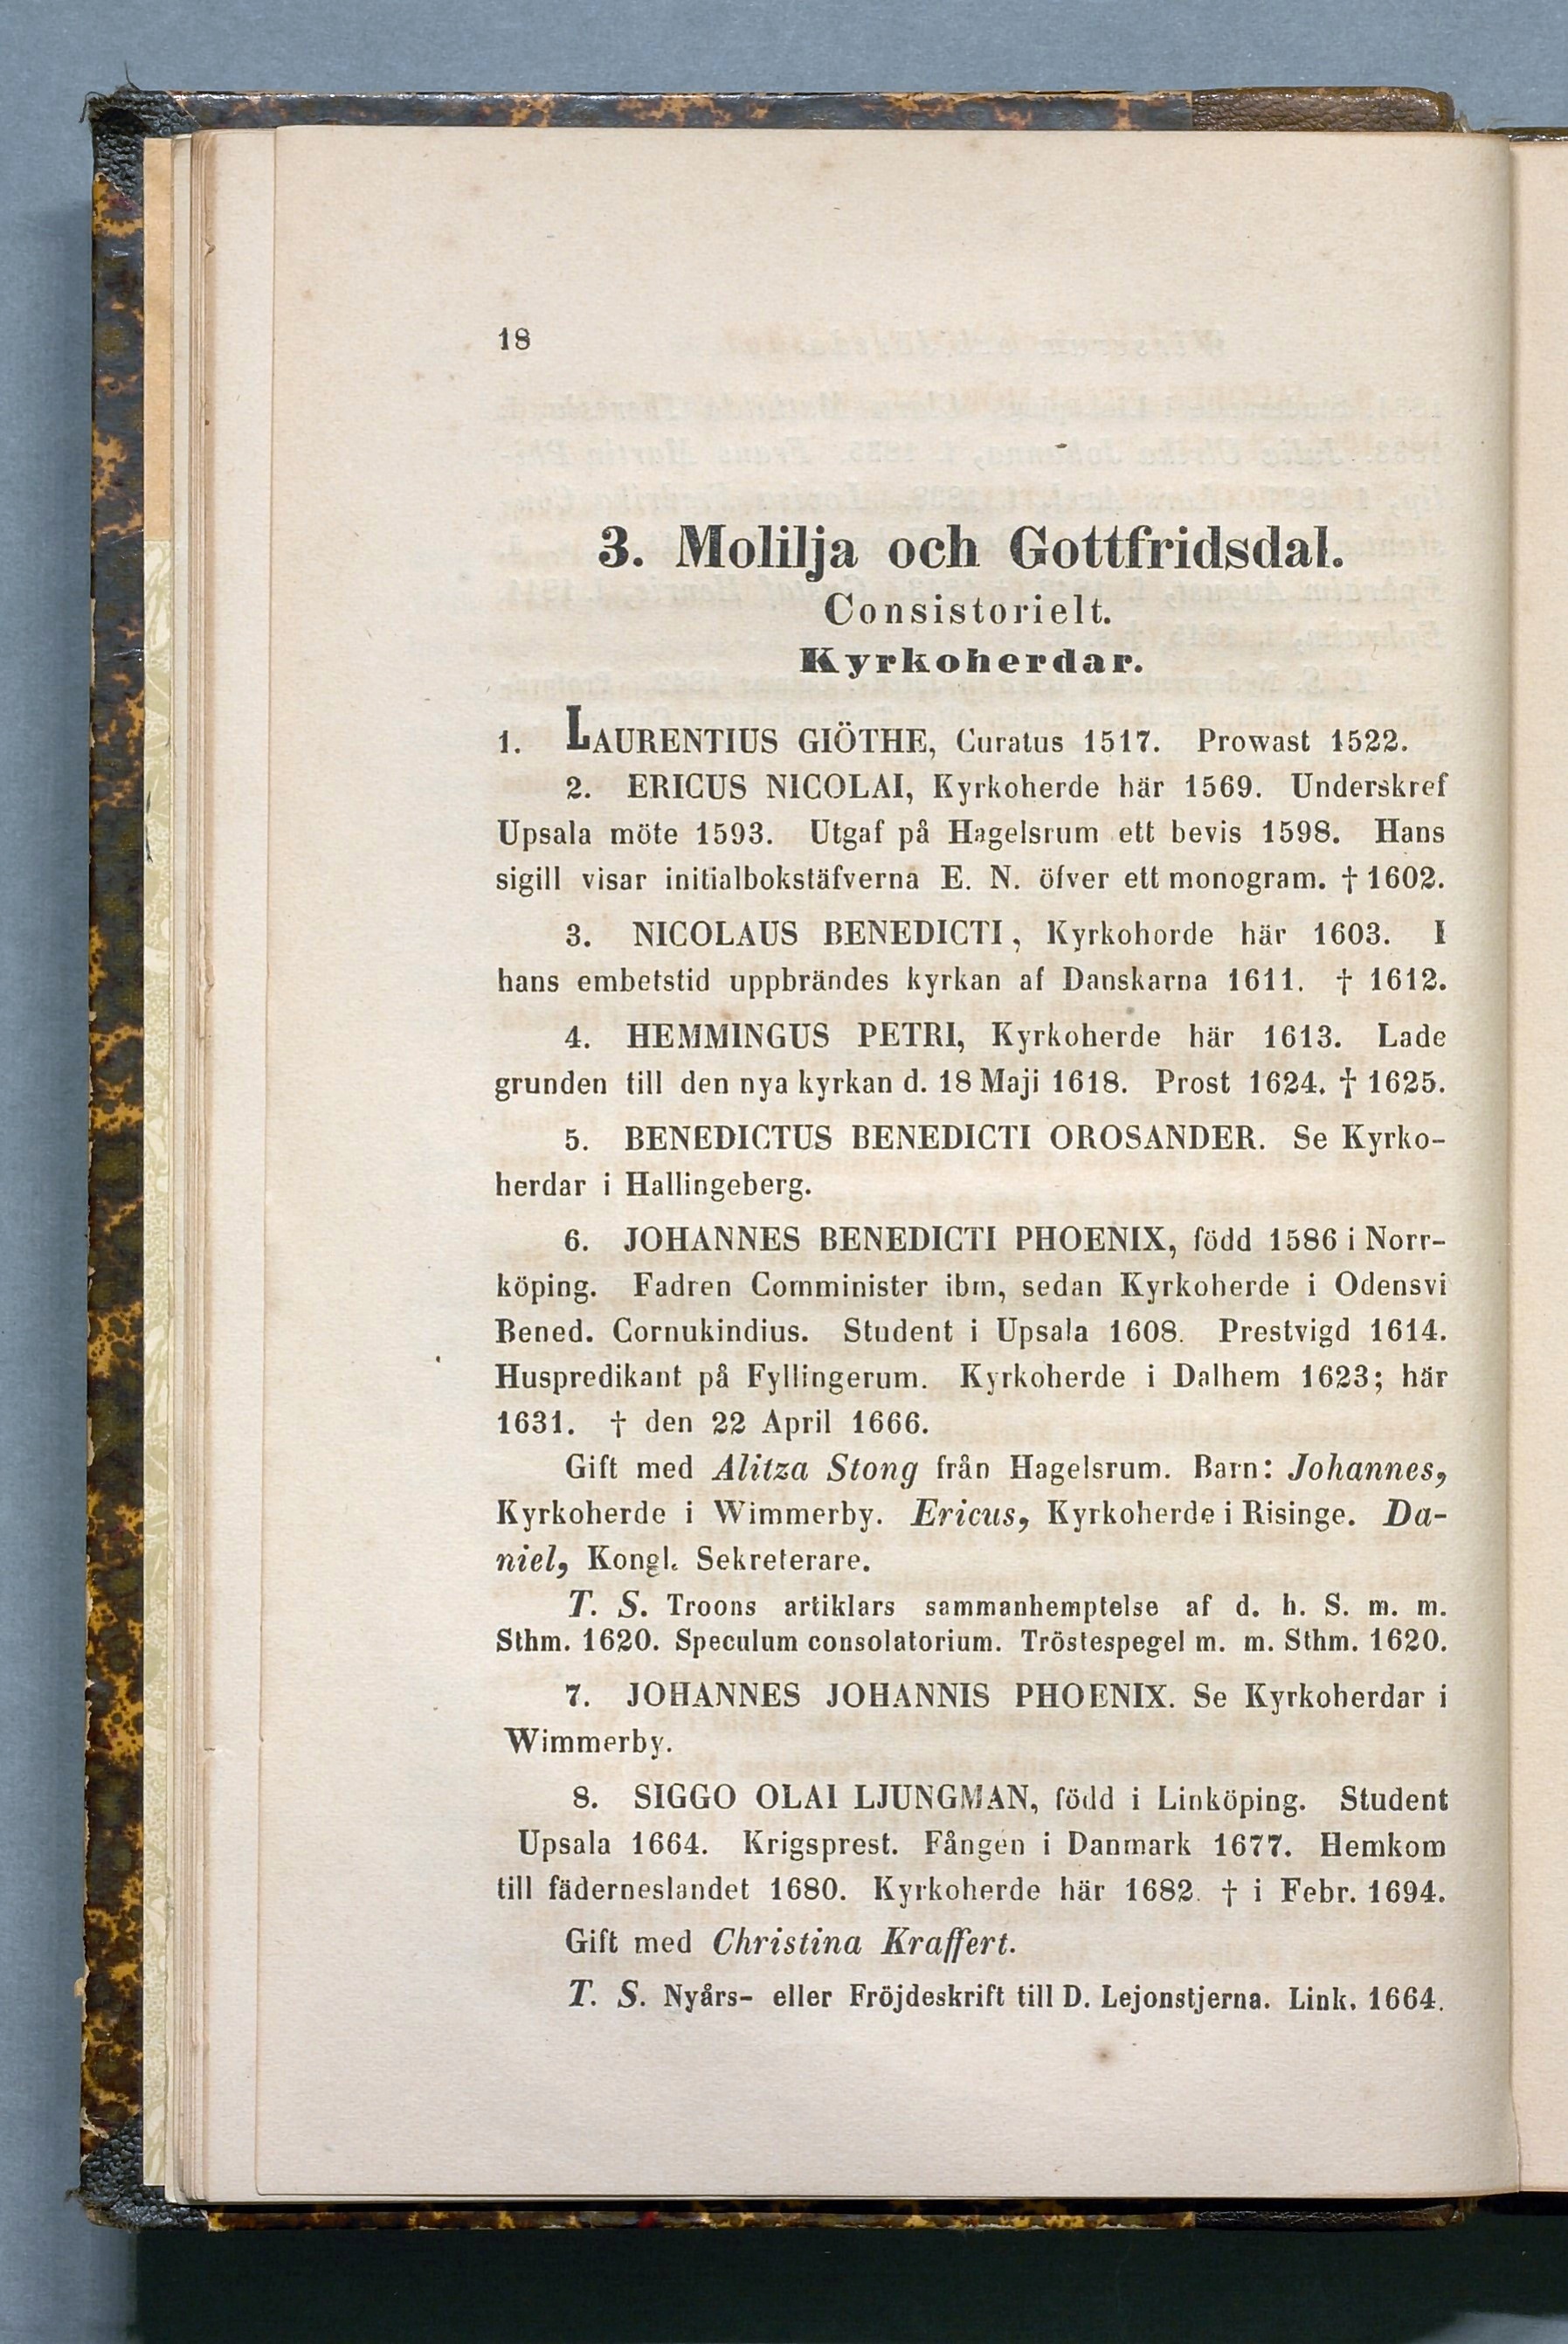 18
3. Molilja och Gottfridsdal.
Consistorielt.
Kyrkoherdar.
1. LAURENTIUS GIÖTHE, Curatus 1517. Prowast 1522.
2. ERICUS NICOLAI, Kyrkoherde här 1569. Underskref
Upsala möte 1593. Utgaf på Hagelsrum ett bevis 1598. Hans
sigill visar initialbokstäfverna E. N. öfver ett monogram. † 1602.
3. NICOLAUS BENEDICTI, Kyrkohorde här 1603. I
hans embetstid uppbrändes kyrkan af Danskarna 1611. † 1612.
4. HEMMINGUS PETRI, Kyrkoherde här 1613. Lade
grunden till den nya kyrkan d. 18 Maji 1618. Prost 1624. † 1625.
5. BENEDICTUS BENEDICTI OROSANDER. Se Kyrko-
herdar i Hallingeberg.
6. JOHANNES BENEDICTI PHOENIX, född 1586 i Norr-
köping. Fadren Comminister ibm, sedan Kyrkoherde i Odensvi
Bened. Cornukindius. Student i Upsala 1608. Prestvigd 1614.
Huspredikant på Fyllingerum. Kyrkoherde i Dalhem 1623; här
1631. † den 22 April 1666.
Gift med Alitza Stong från Hagelsrum. Barn: Johannes,
Kyrkoherde i Wimmerby. Ericus, Kyrkoherde i Risinge. Da-
niel, Kongl. Sekreterare.
T. S. Troons artiklars sammanhemptelse af d. h. S. m. m.
Sthm. 1620. Speculum consolatorium. Tröstespegel m. m. Sthm. 1620.
7. JOHANNES JOHANNIS PHOENIX. Se Kyrkoherdar i
Wimmerby.
8. SIGGO OLAI LJUNGMAN, född i Linköping. Student
Upsala 1664. Krigsprest. Fången i Danmark 1677. Hemkom
till fäderneslandet 1680. Kyrkoherde här 1682. † i Febr. 1694.
Gift med Christina Kraffert.
T. S. Nyårs- eller Fröjdeskrift till D. Lejonstjerna. Link. 1664.